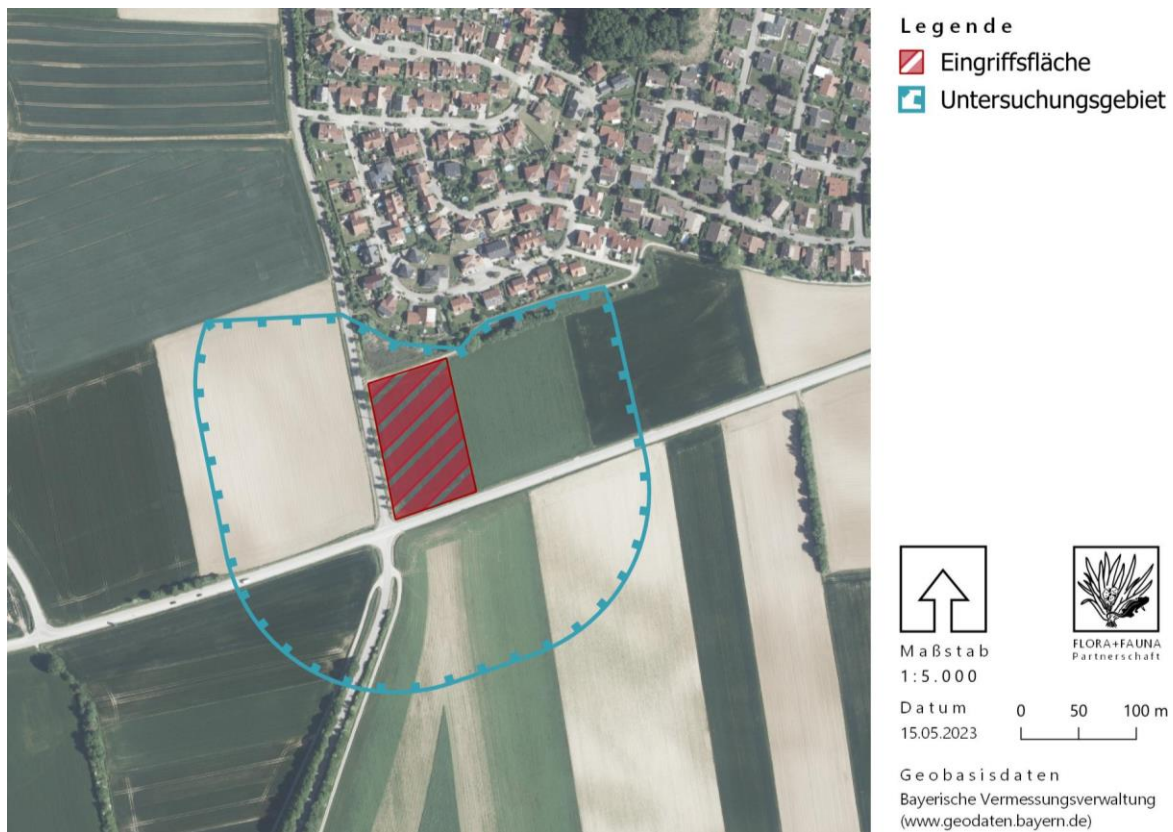 Legende
Eingriffsfläche
Untersuchungsgebiet
Maßstab
1:5.000
FLORA+FAUNA
Partnerschaft
Datum
15.05.2023
0 50 100 m
Geobasisdaten
Bayerische Vermessungsverwaltung
(www.geodaten.bayern.de)